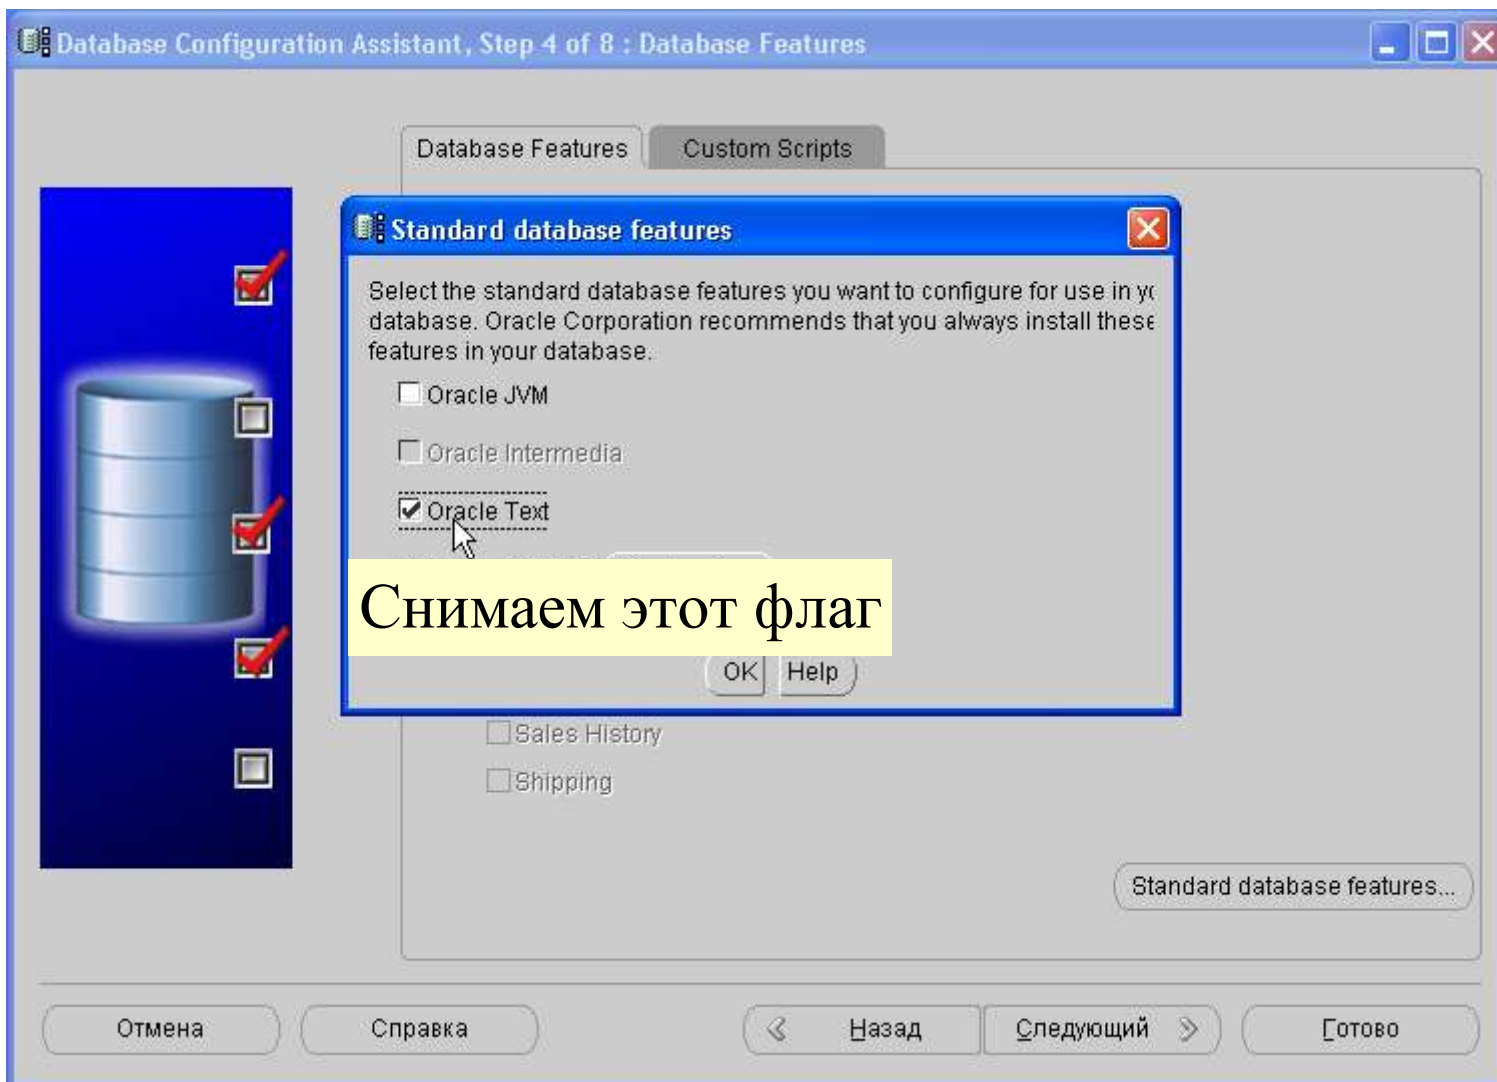 Database Configuration Assistant, Step 4 of 8 : Database Features
Database Features
Custom Scripts
Standard database features
Select the standard database features you want to configure for use in yo
database. Oracle Corporation recommends that you always install these
features in your database.
Oracle JVM
Oracle Intermedia
Oracle Text
Снимаем этот флаг
OK
Help
Sales History
Shipping
Standard database features...
Отмена
Справка
Назад
Следующий
Готово